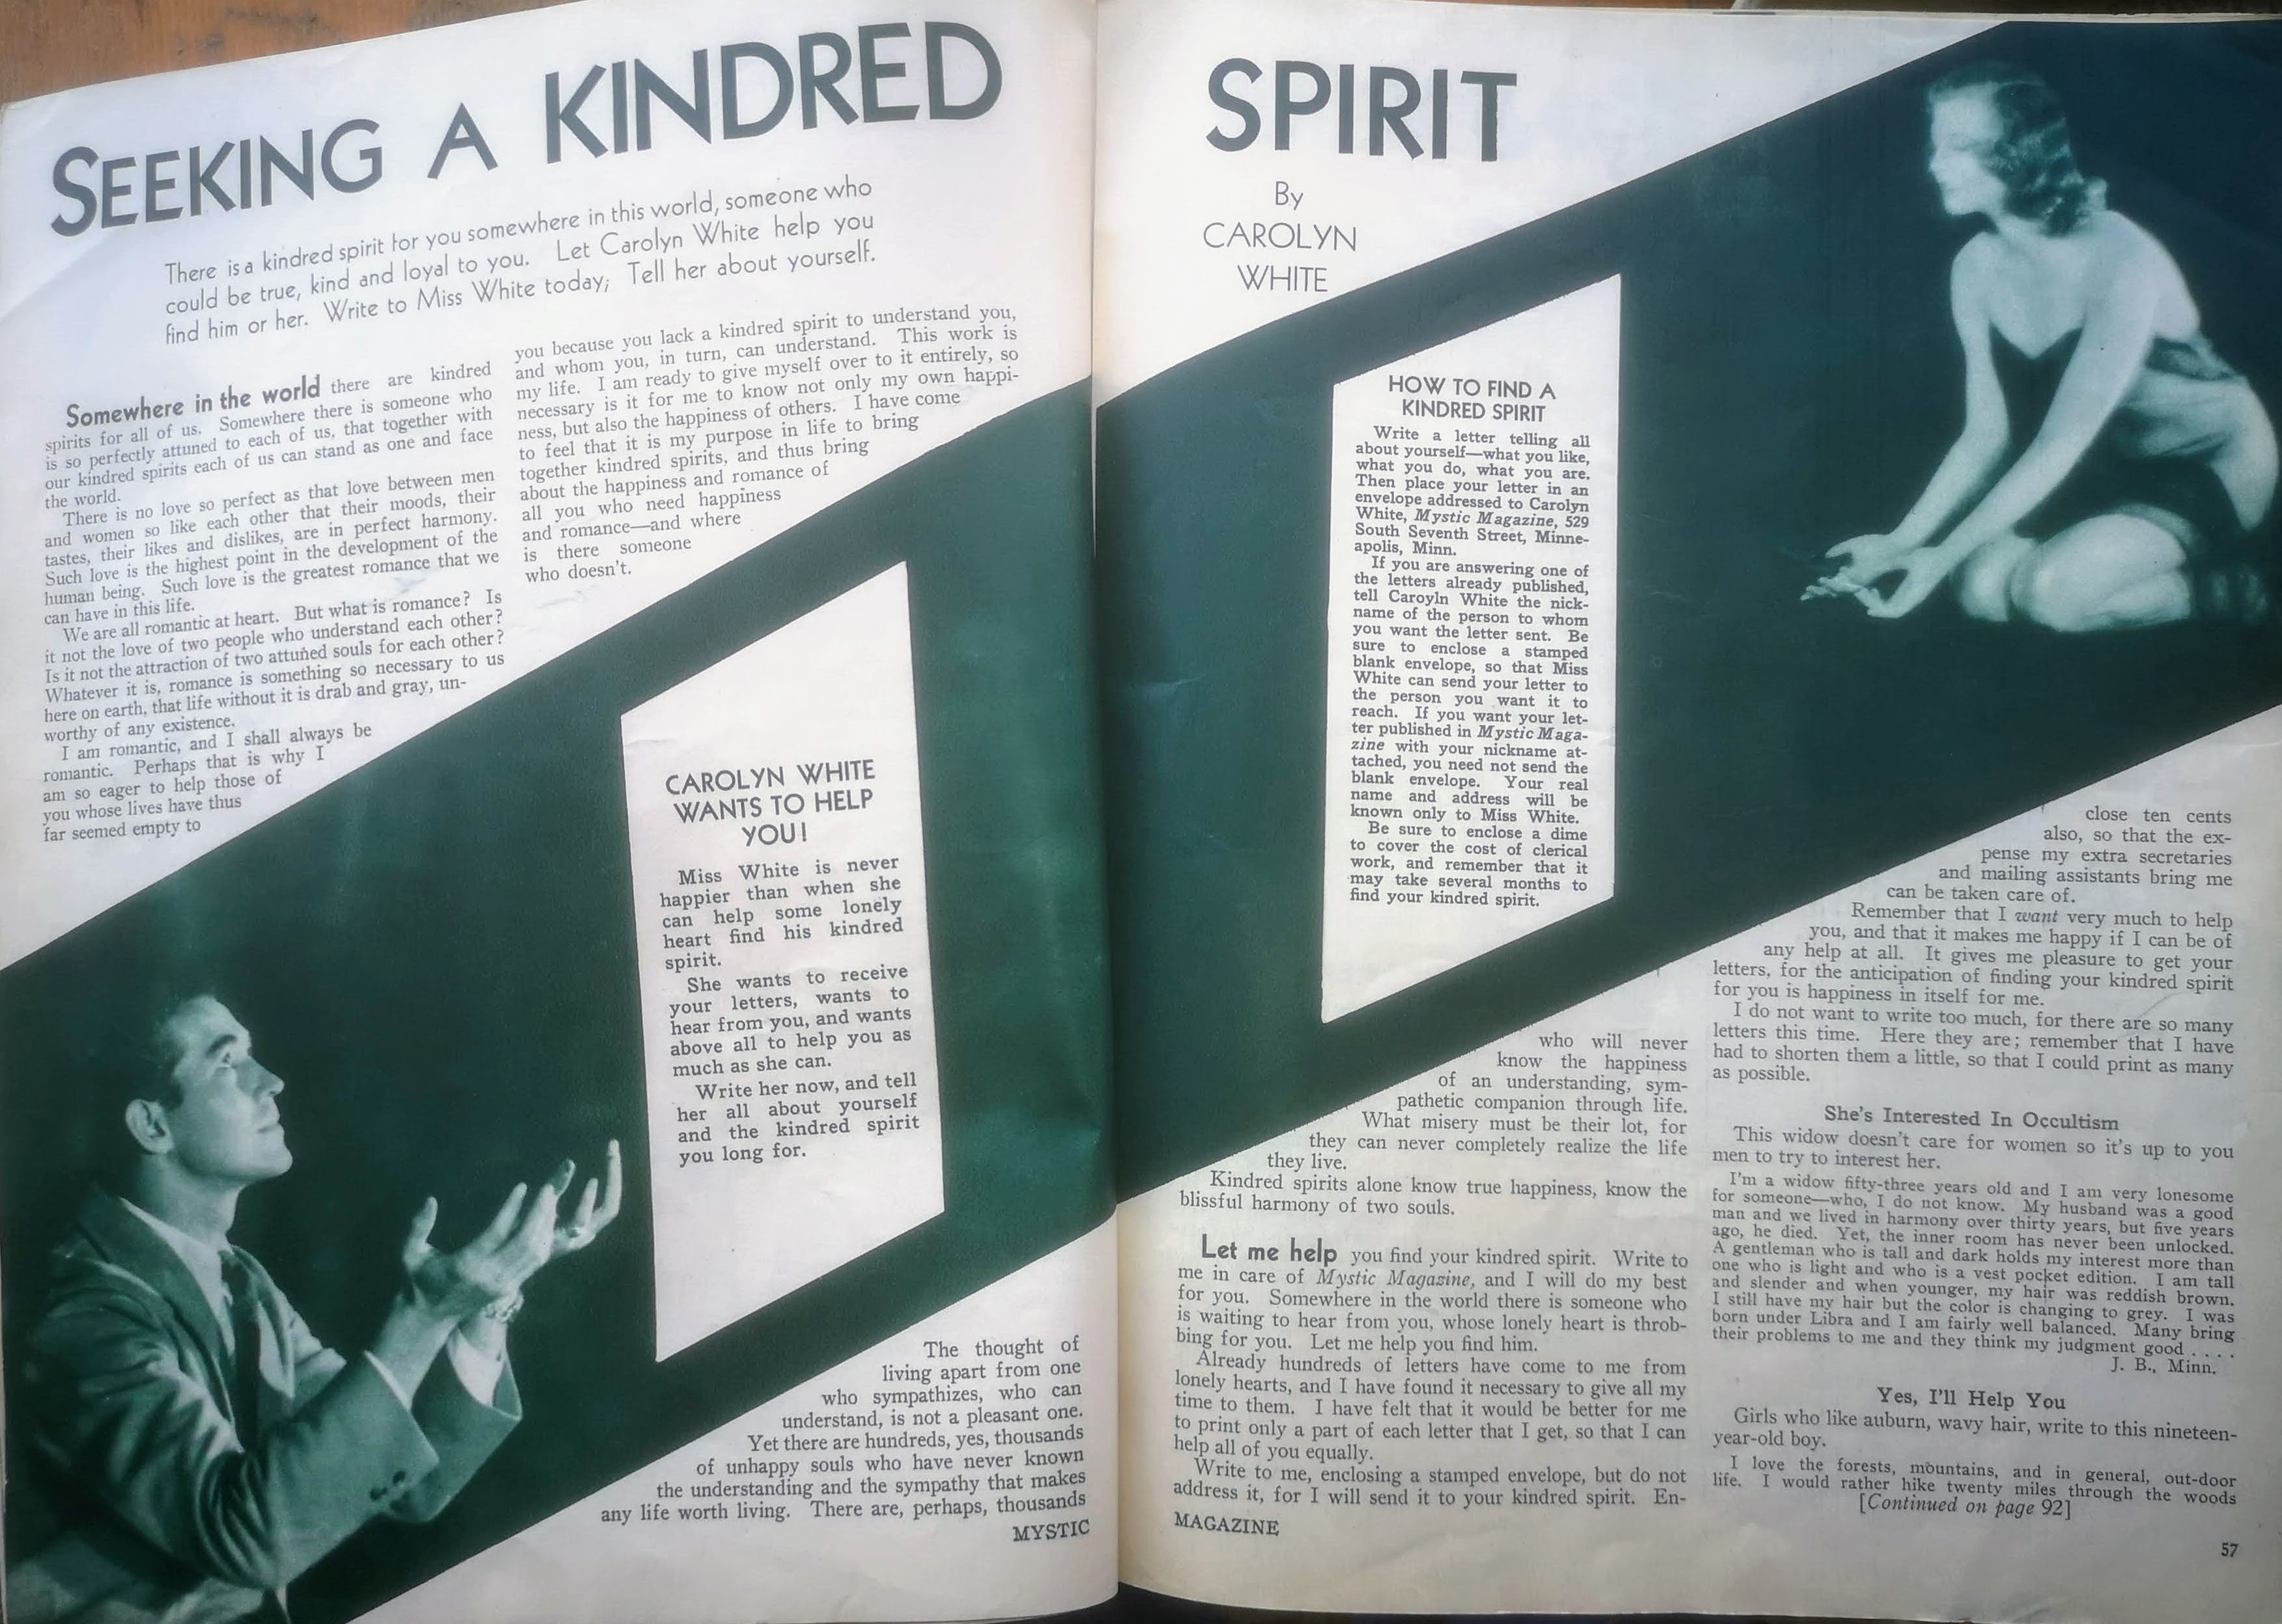 SEEKING A KINDRED SPIRIT
By
CAROLYN
WHITE
There is a kindred spirit for you somewhere in this world, someone who
could be true, kind and loyal to you. Let Carolyn White help you
find him or her. Write to Miss White today; Tell her about yourself.
Somewhere in the world there are kindred
spirits for all of us. Somewhere there is someone who
is so perfectly attuned to each of us, that together with
our kindred spirits each of us can stand as one and face
the world.
There is no love so perfect as that love between men
and women so like each other that their moods, their
tastes, their likes and dislikes, are in perfect harmony.
Such love is the highest point in the development of the
human being. Such love is the greatest romance that we
can have in this life.
We are all romantic at heart. But what is romance? Is
it not the love of two people who understand each other?
Is it not the attraction of two attuned souls for each other?
Whatever it is, romance is something so necessary to us
here on earth, that life without it is drab and gray, un-
worthy of any existence.
I am romantic, and I shall always be
romantic. Perhaps that is why I
am so eager to help those of
you whose lives have thus
far seemed empty to
you because you lack a kindred spirit to understand you,
and whom you, in turn, can understand. This work is
my life. I am ready to give myself over to it entirely, so
necessary is it for me to know not only my own happi-
ness, but also the happiness of others. I have come
to feel that it is my purpose in life to bring
together kindred spirits, and thus bring
about the happiness and romance of
all you who need happiness
and romance—and where
is there someone
who doesn't.
CAROLYN WHITE
WANTS TO HELP
YOU!
Miss White is never
happier than when she
can help some lonely
heart find his kindred
spirit.
She wants to receive
your letters, wants to
hear from you, and wants
above all to help you as
much as she can.
Write her now, and tell
her all about yourself
and the kindred spirit
you long for.
The thought of
living apart from one
who sympathizes, who can
understand, is not a pleasant one.
Yet there are hundreds, yes, thousands
of unhappy souls who have never known
the understanding and the sympathy that makes
any life worth living. There are, perhaps, thousands
MYSTIC
HOW TO FIND A
KINDRED SPIRIT
Write a letter telling all
about yourself—what you like,
what you do, what you are.
Then place your letter in an
envelope addressed to Carolyn
White, Mystic Magazine, 529
South Seventh Street, Minne-
apolis, Minn.
If you are answering one of
the letters already published,
tell Caroyln White the nick-
name of the person to whom
you want the letter sent. Be
sure to enclose a stamped
blank envelope, so that Miss
White can send your letter to
the person you want it to
reach. If you want your let-
ter published in Mystic Maga-
zine with your nickname at-
tached, you need not send the
blank envelope. Your real
name and address will be
known only to Miss White.
Be sure to enclose a dime
to cover the cost of clerical
work, and remember that it
may take several months to
find your kindred spirit.
who will never
know the happiness
of an understanding, sym-
pathetic companion through life.
What misery must be their lot, for
they can never completely realize the life
they live.
Kindred spirits alone know true happiness, know the
blissful harmony of two souls.
Let me help you find your kindred spirit. Write to
me in care of Mystic Magazine, and I will do my best
for you. Somewhere in the world there is someone who
is waiting to hear from you, whose lonely heart is throb-
bing for you. Let me help you find him.
Already hundreds of letters have come to me from
lonely hearts, and I have found it necessary to give all my
time to them. I have felt that it would be better for me
to print only a part of each letter that I get, so that I can
help all of you equally.
Write to me, enclosing a stamped envelope, but do not
address it, for I will send it to your kindred spirit. En-
MAGAZINE
close ten cents
also, so that the ex-
pense my extra secretaries
and mailing assistants bring me
can be taken care of.
Remember that I want very much to help
you, and that it makes me happy if I can be of
any help at all. It gives me pleasure to get your
letters, for the anticipation of finding your kindred spirit
for you is happiness in itself for me.
I do not want to write too much, for there are so many
letters this time. Here they are; remember that I have
had to shorten them a little, so that I could print as many
as possible.
She's Interested In Occultism
This widow doesn't care for women so it's up to you
men to try to interest her.
I'm a widow fifty-three years old and I am very lonesome
for someone—who, I do not know. My husband was a good
man and we lived in harmony over thirty years, but five years
ago, he died. Yet, the inner room has never been unlocked.
A gentleman who is tall and dark holds my interest more than
one who is light and who is a vest pocket edition. I am tall
and slender and when younger, my hair was reddish brown.
I still have my hair but the color is changing to grey. I was
born under Libra and I am fairly well balanced. Many bring
their problems to me and they think my judgment good . . . .
J. B., Minn.
Yes, I'll Help You
Girls who like auburn, wavy hair, write to this nineteen-
year-old boy.
I love the forests, mountains, and in general, out-door
life. I would rather hike twenty miles through the woods
[Continued on page 92]
57